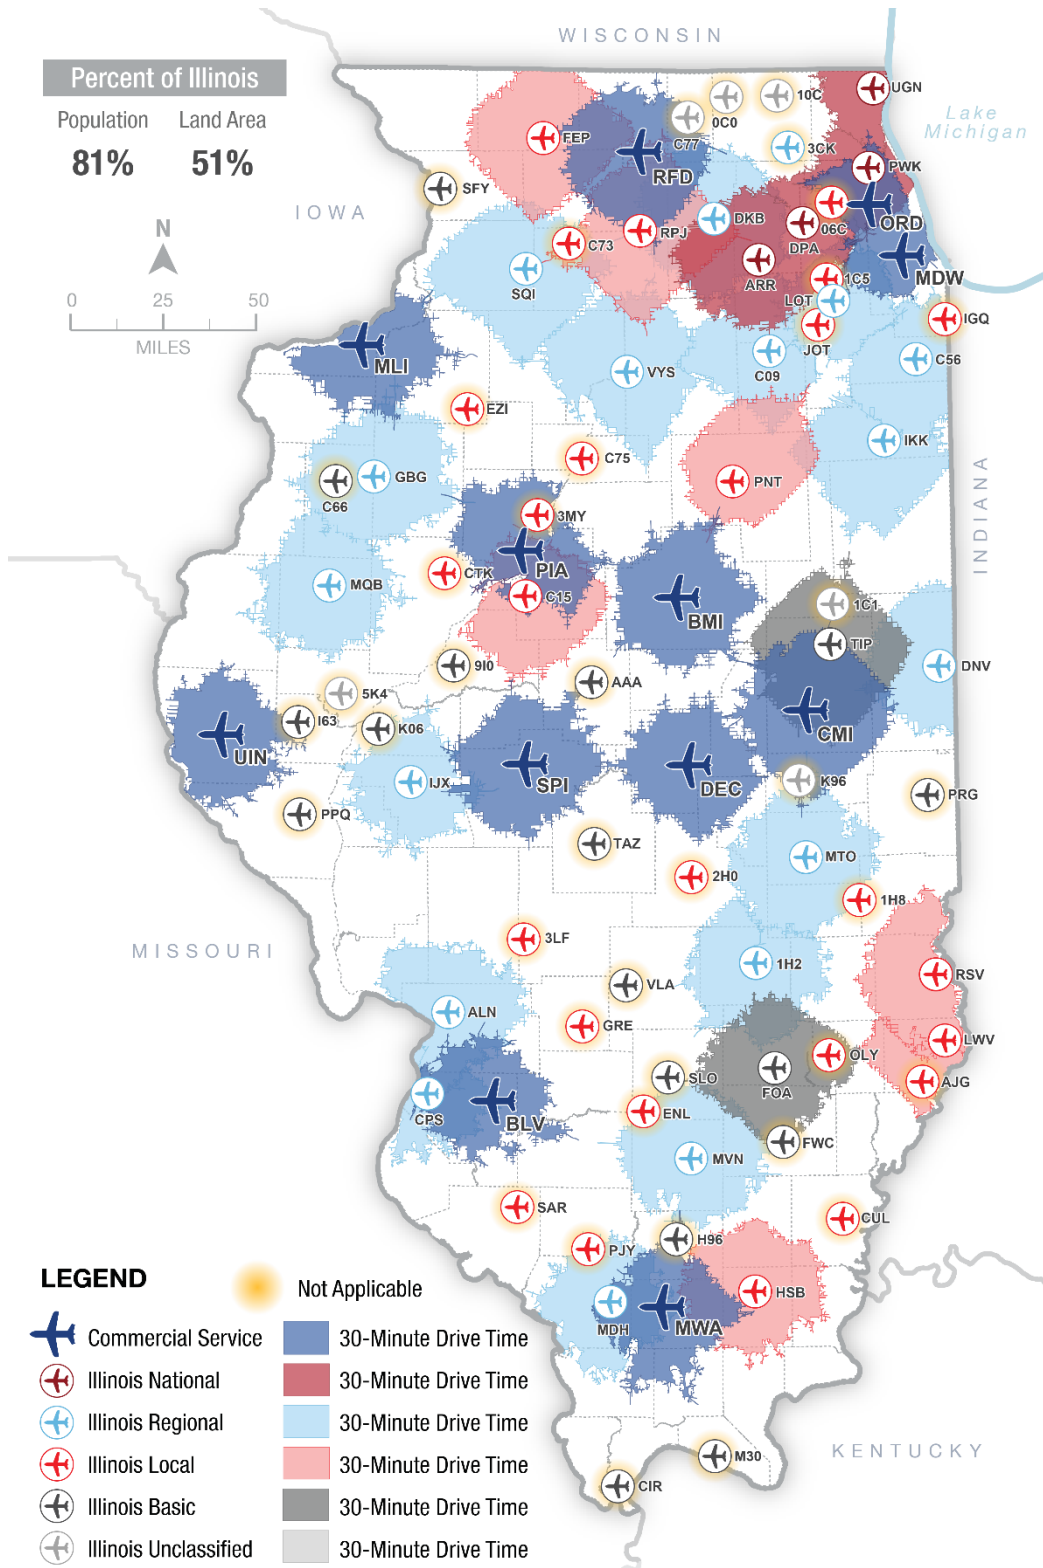 WISCONSIN
Percent of Illinois
Population Land Area
81% 51%
Lake
Michigan
IOWA
N
0 25 50
MILES
UGN
10C
0C0
C77
3CK
FEP
RFD
PWK
SFY
ORD
06C
DPA
DKB
RPJ
C73
MDW
ARR
SQI
1C5
LOT
IGQ
JOT
C56
MLI
VYS
C09
EZI
IKK
C75
GBG
C66
PNT
INDIANA
3MY
PIA
CTK
MQB
C15
BMI
1C1
TIP
9I0
DNV
AAA
5K4
I63
K06
UIN
CMI
SPI
DEC
IJX
K96
PRG
PPQ
TAZ
MTO
2H0
1H8
MISSOURI
3LF
1H2
RSV
VLA
ALN
GRE
LWV
OLY
SLO
FOA
AJG
CPS
BLV
ENL
FWC
MVN
SAR
CUL
H96
PJY
HSB
MDH
MWA
KENTUCKY
M30
CIR
LEGEND
Not Applicable
Commercial Service 30-Minute Drive Time
Illinois National 30-Minute Drive Time
Illinois Regional 30-Minute Drive Time
Illinois Local 30-Minute Drive Time
Illinois Basic 30-Minute Drive Time
Illinois Unclassified 30-Minute Drive Time